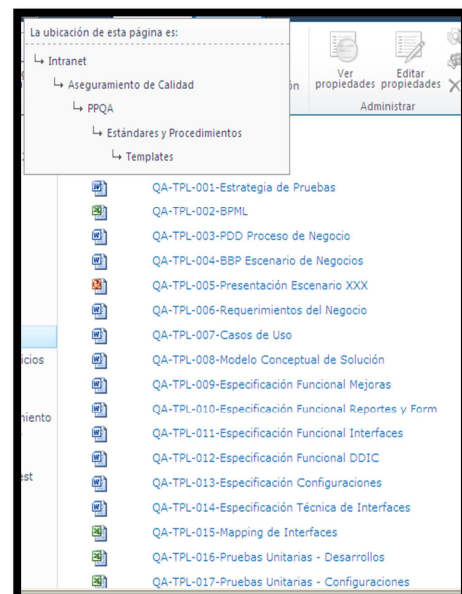 La ubicación de esta página es:
Intranet
Aseguramiento de Calidad
PPQA
Estándares y Procedimientos
Templates
Ver propiedades
Editar propiedades
Administrar
QA-TPL-001-Estrategia de Pruebas
QA-TPL-002-BPML
QA-TPL-003-PDD Proceso de Negocio
QA-TPL-004-BBP Escenario de Negocios
QA-TPL-005-Presentación Escenario XXX
QA-TPL-006-Requerimientos del Negocio
QA-TPL-007-Casos de Uso
QA-TPL-008-Modelo Conceptual de Solución
icios
QA-TPL-009-Especificación Funcional Mejoras
QA-TPL-010-Especificación Funcional Reportes y Form
niento
QA-TPL-011-Especificación Funcional Interfaces
QA-TPL-012-Especificación Funcional DDIC
est
QA-TPL-013-Especificación Configuraciones
QA-TPL-014-Especificación Técnica de Interfaces
QA-TPL-015-Mapping de Interfaces
QA-TPL-016-Pruebas Unitarias - Desarrollos
QA-TPL-017-Pruebas Unitarias - Configuraciones